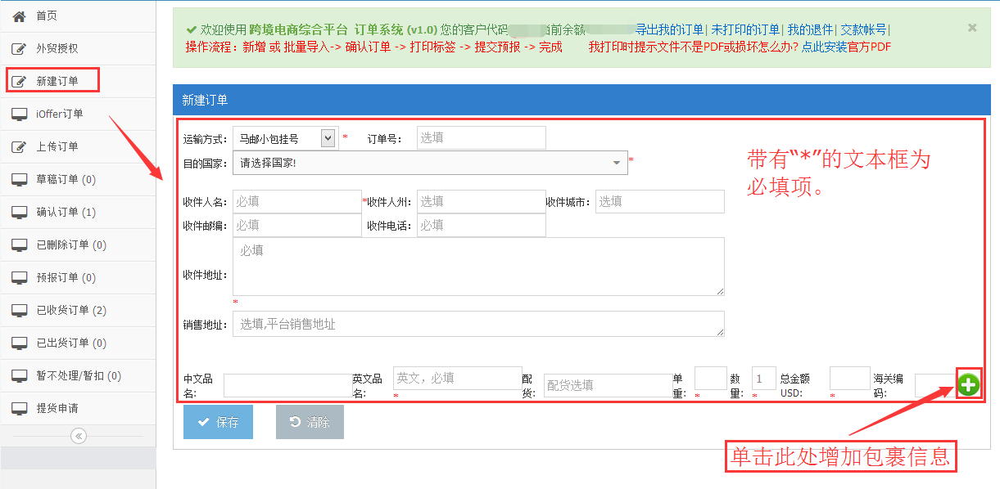 首页
外贸授权
新建订单
iOffer订单
上传订单
草稿订单 (0)
确认订单 (1)
已删除订单 (0)
预报订单 (0)
已收货订单 (2)
已出货订单 (0)
暂不处理/暂扣 (0)
提货申请
欢迎使用 跨境电商综合平台 订单系统 (v1.0) 您的客户代码 前余额 导出我的订单| 未打印的订单| 我的退件| 交款帐号|
操作流程：新增 或 批量导入-> 确认订单 -> 打印标签 -> 提交预报 -> 完成 我打印时提示文件不是PDF或损坏怎么办? 点此安装官方PDF
新建订单
运输方式： 马邮小包挂号 * 订单号： 选填
目的国家： 请选择国家! *
带有“*”的文本框为
必填项。
收件人名： 必填 *收件人州： 选填 收件城市： 选填
收件邮编： 必填 收件电话： 必填
必填
收件地址：
*
销售地址： 选填,平台销售地址
中文品名： 英文品名： 英文，必填 * 配货： 配货选填 单重： * 数量： 1 * 总金额USD: * 海关编码：
保存 清除
单击此处增加包裹信息